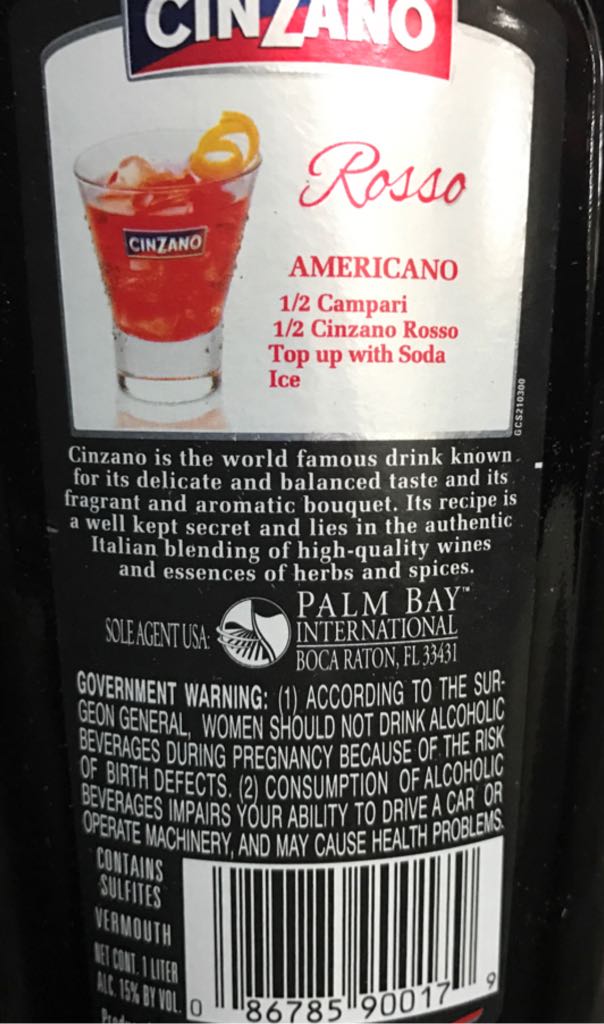 CINZANO
Rosso
CINZANO
AMERICANO
1/2 Campari
1/2 Cinzano Rosso
Top up with Soda
Ice
GCS210300
Cinzano is the world famous drink known
for its delicate and balanced taste and its
fragrant and aromatic bouquet. Its recipe is
a well kept secret and lies in the authentic
Italian blending of high-quality wines
and essences of herbs and spices.
SOLE AGENT USA:
PALM BAY™
INTERNATIONAL
BOCA RATON, FL 33431
GOVERNMENT WARNING: (1) ACCORDING TO THE SUR-
GEON GENERAL, WOMEN SHOULD NOT DRINK ALCOHOLIC
BEVERAGES DURING PREGNANCY BECAUSE OF THE RISK
OF BIRTH DEFECTS. (2) CONSUMPTION OF ALCOHOLIC
BEVERAGES IMPAIRS YOUR ABILITY TO DRIVE A CAR OR
OPERATE MACHINERY, AND MAY CAUSE HEALTH PROBLEMS.
CONTAINS
SULFITES
VERMOUTH
NET CONT. 1 LITER
ALC. 15% BY VOL.
0 86785 90017 9